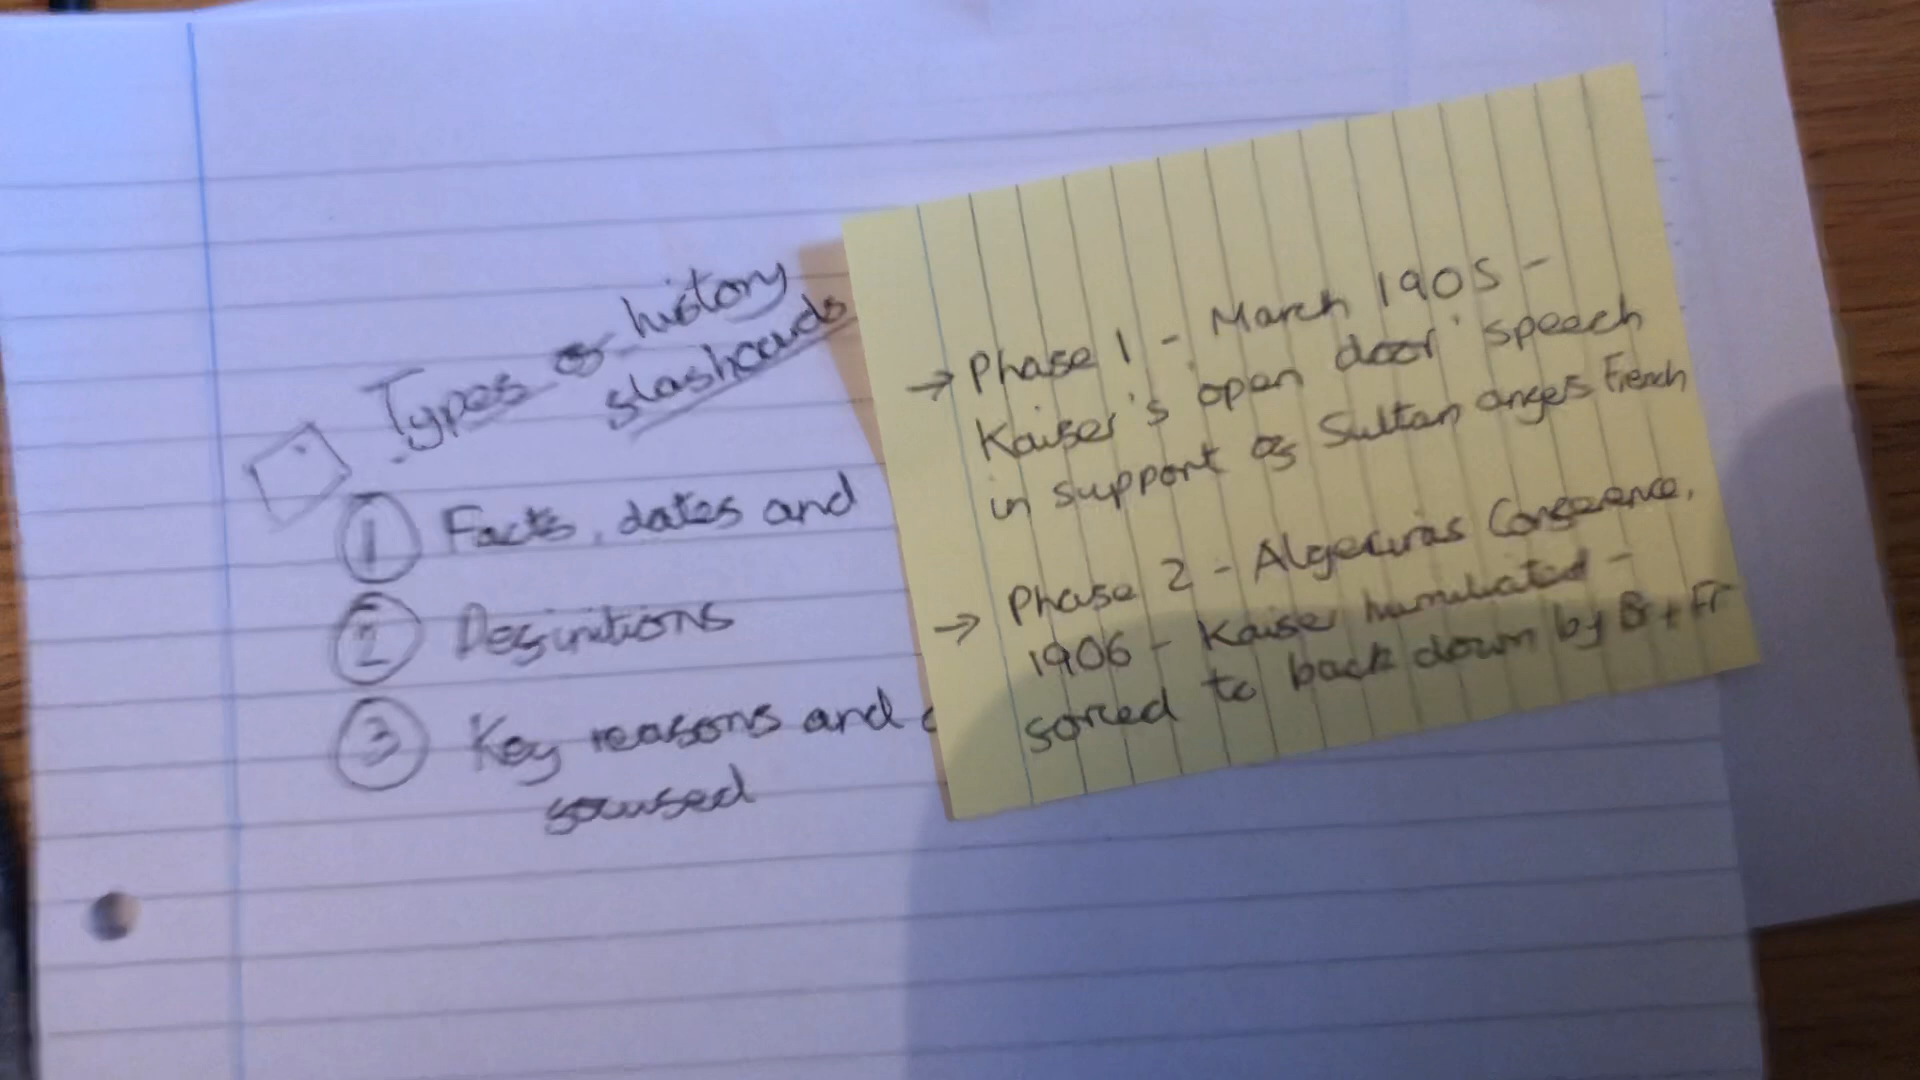 Types of history
flashcards
1 Facts, dates and
2 Definitions
3 Key reasons and
focused
→ Phase 1 - March 1905 -
Kaiser's 'open door' speech
in support of Sultan angers French
→ Phase 2 - Algeciras Conference,
1906 - Kaiser humiliated -
forced to back down by Br + Fr